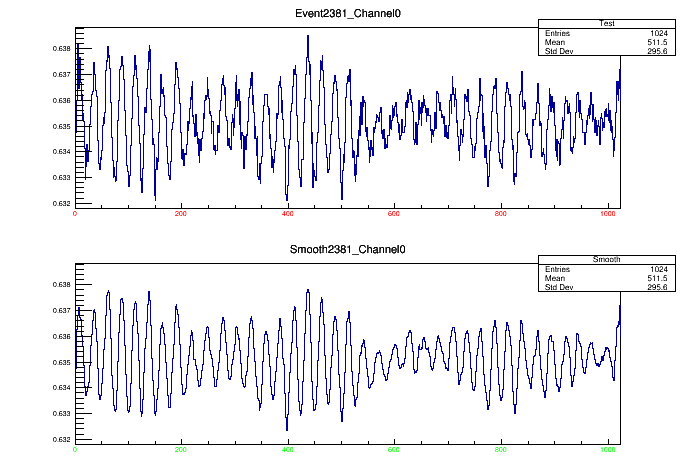 Event2381_Channel0
Test
Entries 1024
Mean 511.5
Std Dev 295.6
0.638
0.637
0.636
0.635
0.634
0.633
0.632
0 200 400 600 800 1000
Smooth2381_Channel0
Smooth
Entries 1024
Mean 511.5
Std Dev 295.6
0.638
0.637
0.636
0.635
0.634
0.633
0.632
0 200 400 600 800 1000